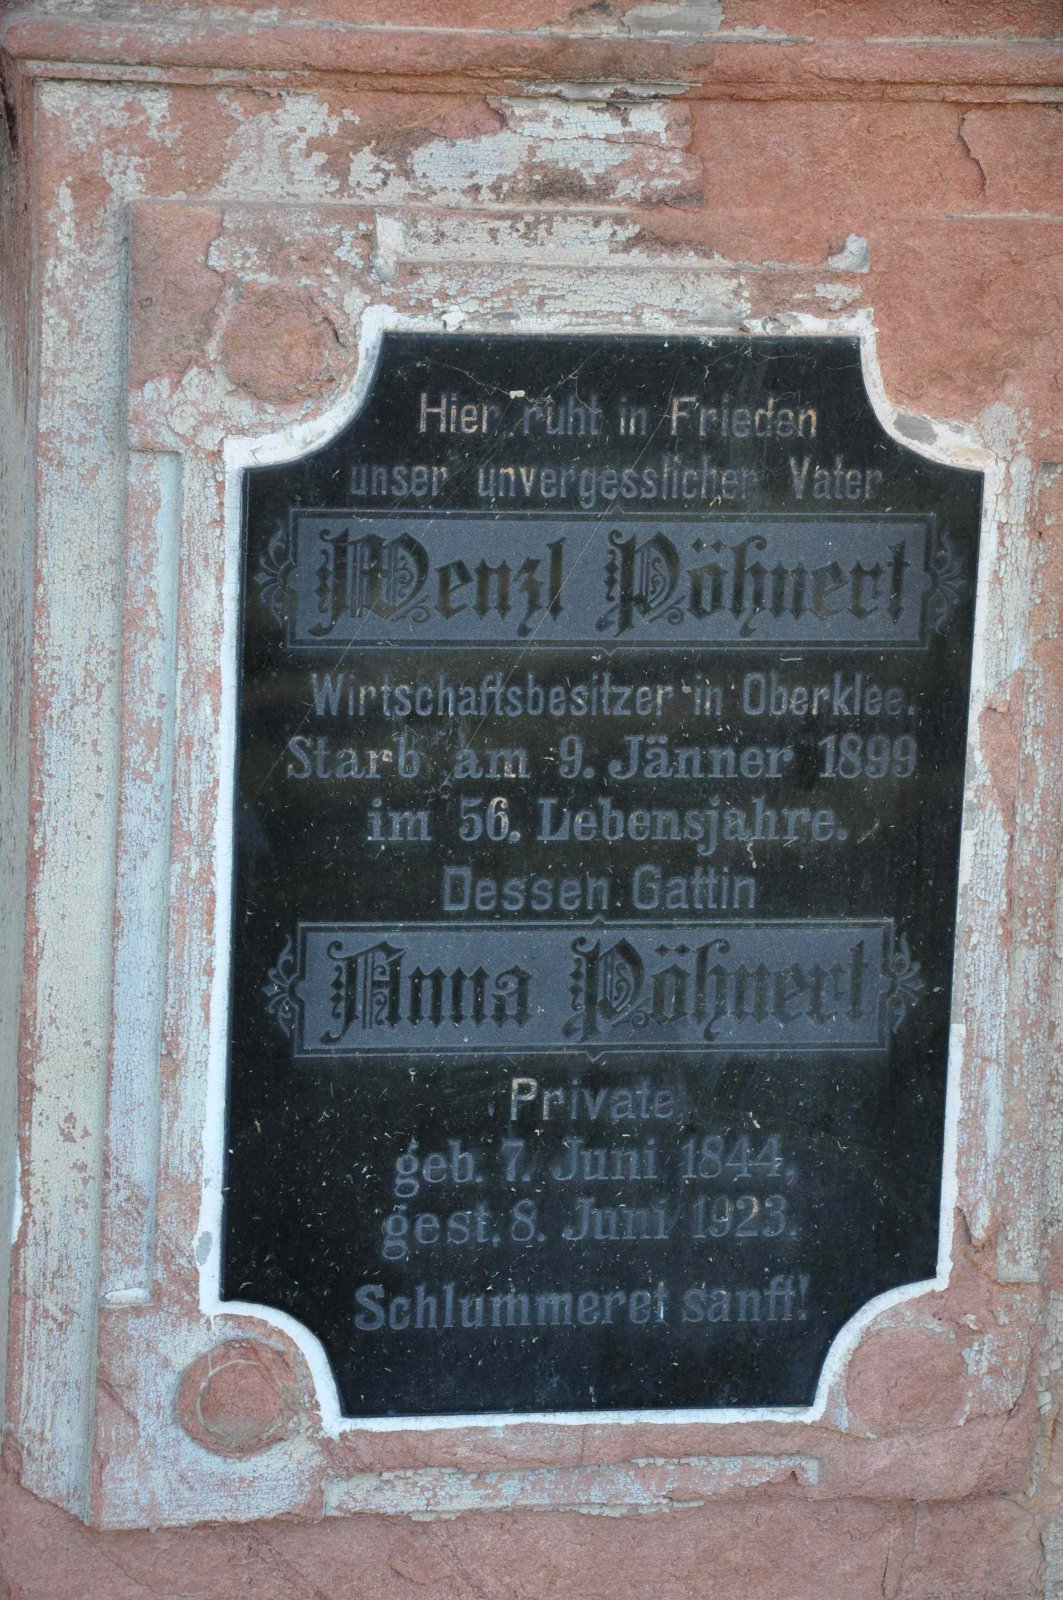 Hier ruht in Frieden
unser unvergesslicher Vater
Wenzl Pöhnert
Wirtschaftsbesitzer in Oberklee.
Starb am 9. Jänner 1899
im 56. Lebensjahre.
Dessen Gattin
Anna Pöhnert
Private
geb. 7. Juni 1844,
gest. 8. Juni 1923.
Schlummeret sanft!